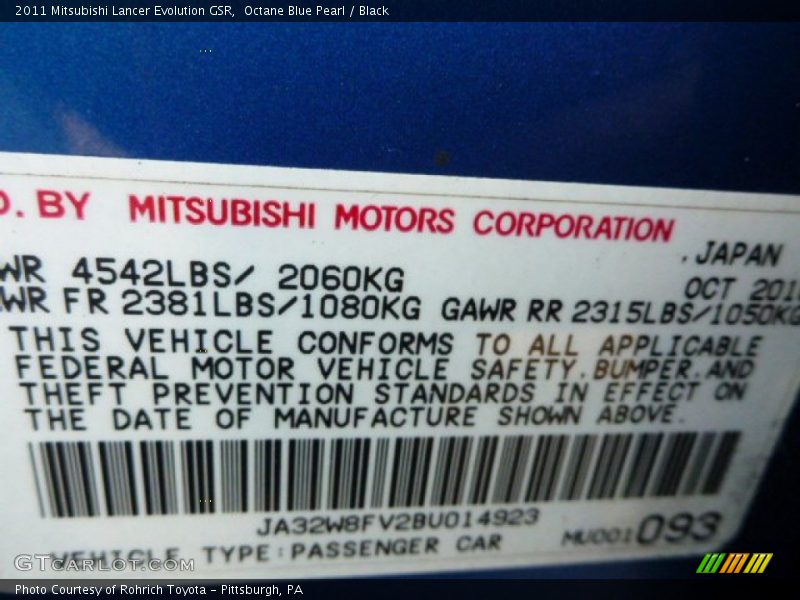 2011 Mitsubishi Lancer Evolution GSR, Octane Blue Pearl / Black
D. BY MITSUBISHI MOTORS CORPORATION
. JAPAN
WR 4542LBS/ 2060KG
OCT 201
WR FR 2381LBS/1080KG GAWR RR 2315LBS/1050KG
THIS VEHICLE CONFORMS TO ALL APPLICABLE
FEDERAL MOTOR VEHICLE SAFETY.BUMPER.AND
THEFT PREVENTION STANDARDS IN EFFECT ON
THE DATE OF MANUFACTURE SHOWN ABOVE.
JA32W8FV2BU014923
MU001 093
VEHICLE TYPE:PASSENGER CAR
GTCARLOT.COM
Photo Courtesy of Rohrich Toyota - Pittsburgh, PA